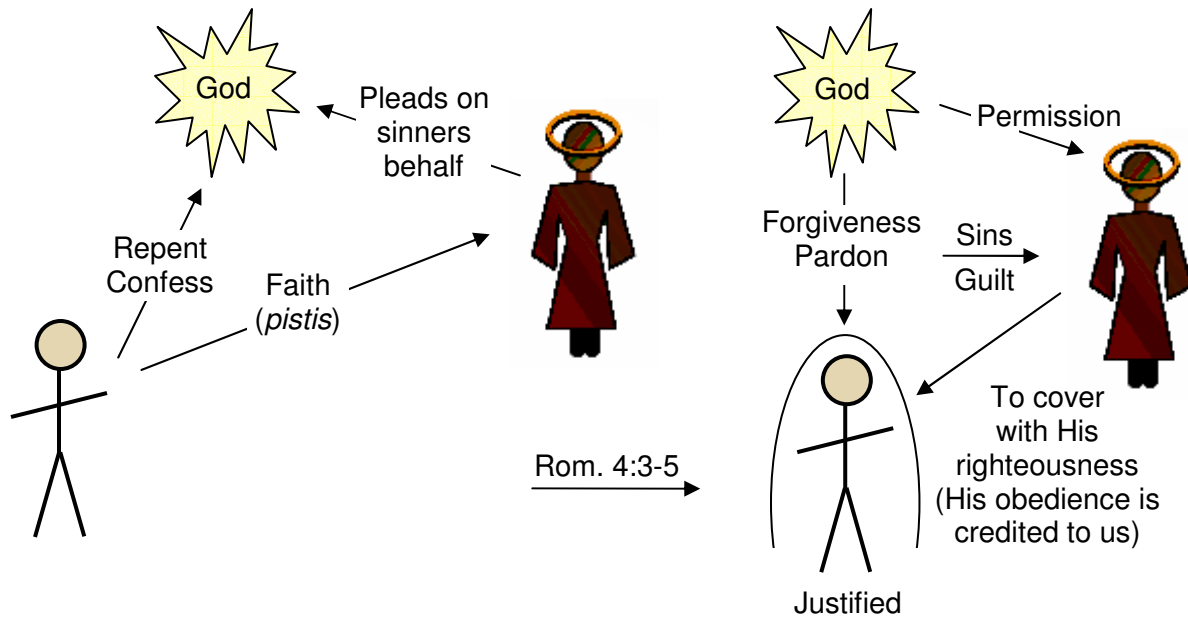 God
Pleads on
sinners
behalf
Repent
Confess
Faith
(pistis)
Rom. 4:3-5
God
Permission
Forgiveness
Pardon
Sins
Guilt
To cover
with His
righteousness
(His obedience is
credited to us)
Justified